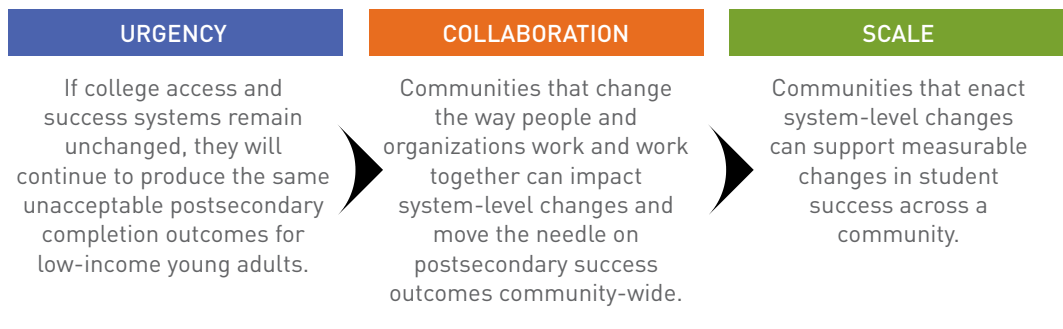 URGENCY
If college access and
success systems remain
unchanged, they will
continue to produce the same
unacceptable postsecondary
completion outcomes for
low-income young adults.
COLLABORATION
Communities that change
the way people and
organizations work and work
together can impact
system-level changes and
move the needle on
postsecondary success
outcomes community-wide.
SCALE
Communities that enact
system-level changes
can support measurable
changes in student
success across a
community.